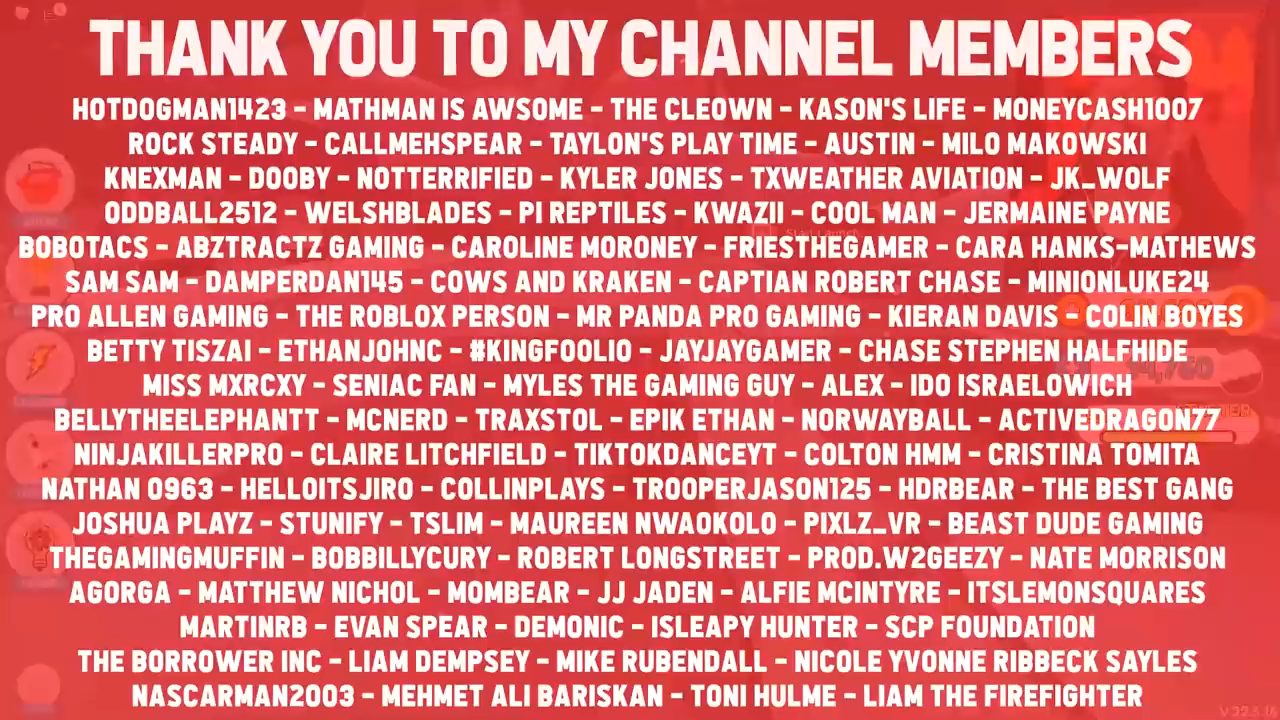 THANK YOU TO MY CHANNEL MEMBERS
HOTDOGMAN1423 - MATHMAN IS AWSOME - THE CLEOWN - KASON'S LIFE - MONEYCASH1007
ROCK STEADY - CALLMEHSPEAR - TAYLON'S PLAY TIME - AUSTIN - MILO MAKOWSKI
KNEXMAN - DOOBY - NOTTERRIFIED - KYLER JONES - TXWEATHER AVIATION - JK_WOLF
ODDBALL2512 - WELSHBLADES - PI REPTILES - KWAZII - COOL MAN - JERMAINE PAYNE
BOBOTACS - ABZTRACTZ GAMING - CAROLINE MORONEY - FRIESTHEGAMER - CARA HANKS-MATHEWS
SAM SAM - DAMPERDAN145 - COWS AND KRAKEN - CAPTIAN ROBERT CHASE - MINIONLUKE24
PRO ALLEN GAMING - THE ROBLOX PERSON - MR PANDA PRO GAMING - KIERAN DAVIS - COLIN BOYES
BETTY TISZAI - ETHANJOHNC - #KINGFOOLIO - JAYJAYGAMER - CHASE STEPHEN HALFHIDE
MISS MXRCXY - SENIAC FAN - MYLES THE GAMING GUY - ALEX - IDO ISRAELOWICH
BELLYTHEELEPHANTT - MCNERD - TRAXSTOL - EPIK ETHAN - NORWAYBALL - ACTIVEDRAGON77
NINJAKILLERPRO - CLAIRE LITCHFIELD - TIKTOKDANCEYT - COLTON HMM - CRISTINA TOMITA
NATHAN 0963 - HELLOITSJIRO - COLLINPLAYS - TROOPERJASON125 - HDRBEAR - THE BEST GANG
JOSHUA PLAYZ - STUNIFY - TSLIM - MAUREEN NWAOKOLO - PIXLZ_VR - BEAST DUDE GAMING
THEGAMINGMUFFIN - BOBBILLYCURY - ROBERT LONGSTREET - PROD.W2GEEZY - NATE MORRISON
AGORGA - MATTHEW NICHOL - MOMBEAR - JJ JADEN - ALFIE MCINTYRE - ITSLEMONSQUARES
MARTINRB - EVAN SPEAR - DEMONIC - ISLEAPY HUNTER - SCP FOUNDATION
THE BORROWER INC - LIAM DEMPSEY - MIKE RUBENDALL - NICOLE YVONNE RIBBECK SAYLES
NASCARMAN2003 - MEHMET ALI BARISKAN - TONI HULME - LIAM THE FIREFIGHTER